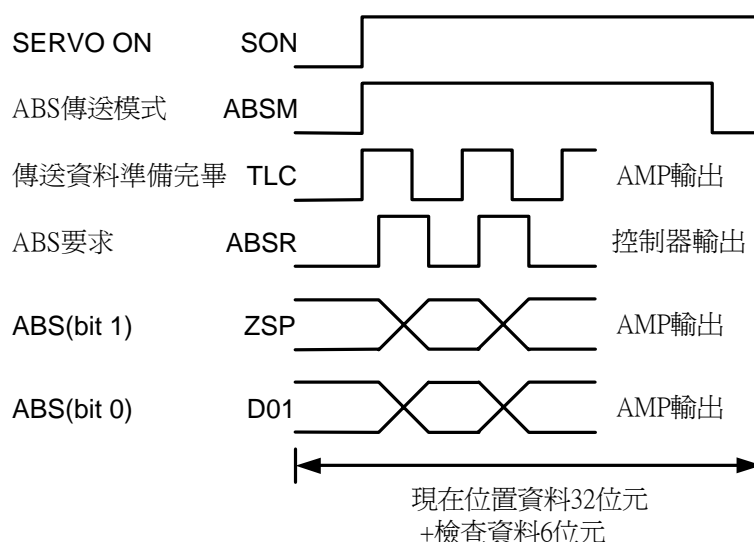 SERVO ON SON
ABS傳送模式 ABSM
傳送資料準備完畢 TLC AMP輸出
ABS要求 ABSR 控制器輸出
ABS(bit 1) ZSP AMP輸出
ABS(bit 0) D01 AMP輸出
現在位置資料32位元
+檢查資料6位元